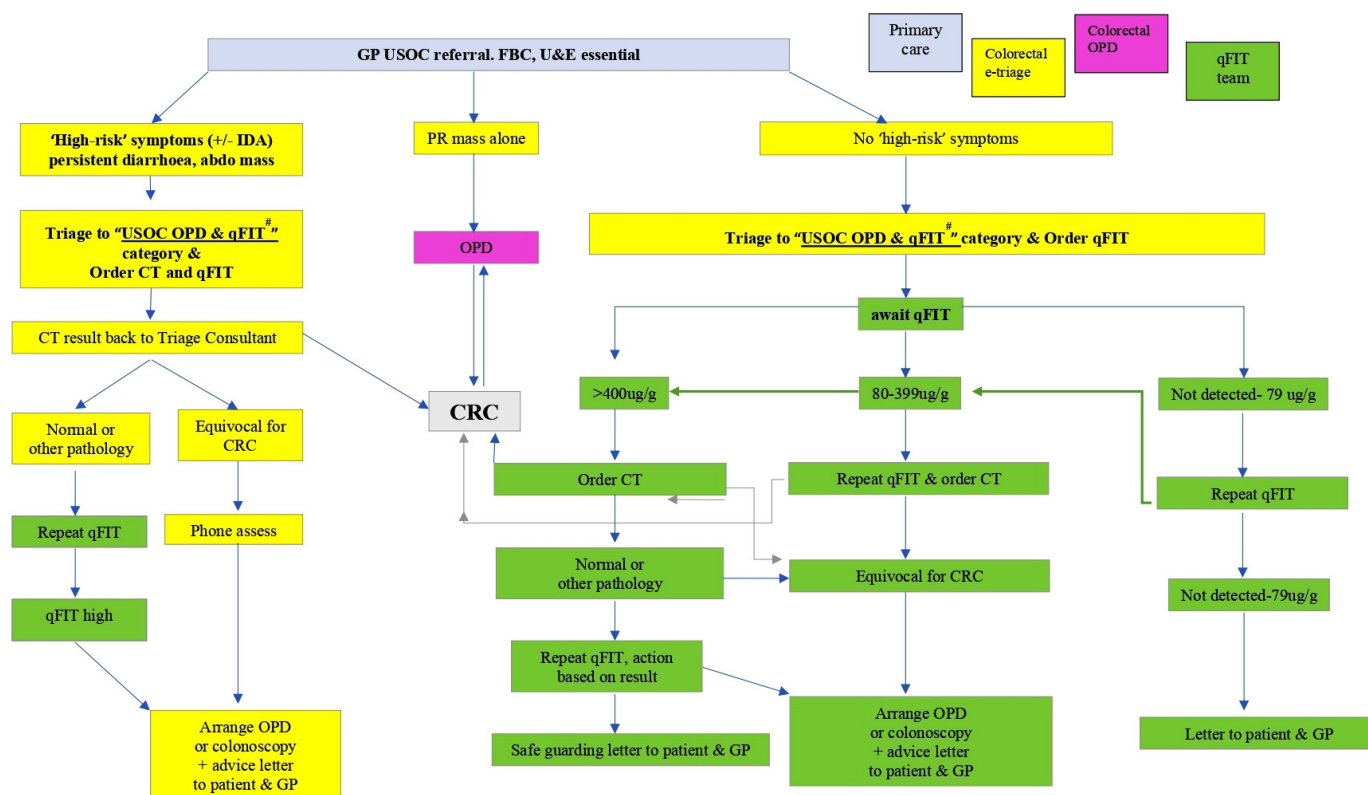 GP USOC referral. FBC, U&E essential
Primary
care
Colorectal
e-triage
Colorectal
OPD
qFIT
team
'High-risk' symptoms (+/- IDA)
persistent diarrhoea, abdo mass
PR mass alone
No 'high-risk' symptoms
Triage to "USOC OPD & qFIT#"
category &
Order CT and qFIT
OPD
Triage to "USOC OPD & qFIT#" category & Order qFIT
CT result back to Triage Consultant
await qFIT
CRC
>400ug/g
80-399ug/g
Not detected- 79 ug/g
Normal or
other pathology
Equivocal for
CRC
Order CT
Repeat qFIT & order CT
Repeat qFIT
Repeat qFIT
Phone assess
Normal or
other pathology
Equivocal for CRC
Not detected-79ug/g
qFIT high
Repeat qFIT, action
based on result
Arrange OPD
or colonoscopy
+ advice letter
to patient & GP
Safe guarding letter to patient & GP
Arrange OPD
or colonoscopy
+ advice letter
to patient & GP
Letter to patient & GP